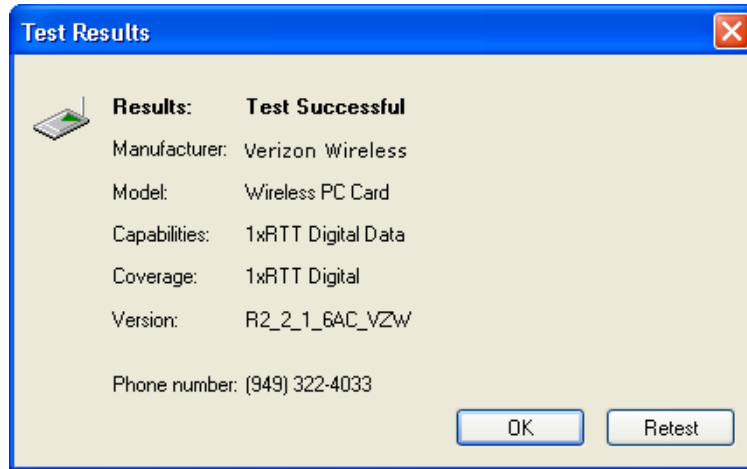 Test Results
Results: Test Successful
Manufacturer: Verizon Wireless
Model: Wireless PC Card
Capabilities: 1xRTT Digital Data
Coverage: 1xRTT Digital
Version: R2_2_1_6AC_VZW
Phone number: (949) 322-4033
OK Retest